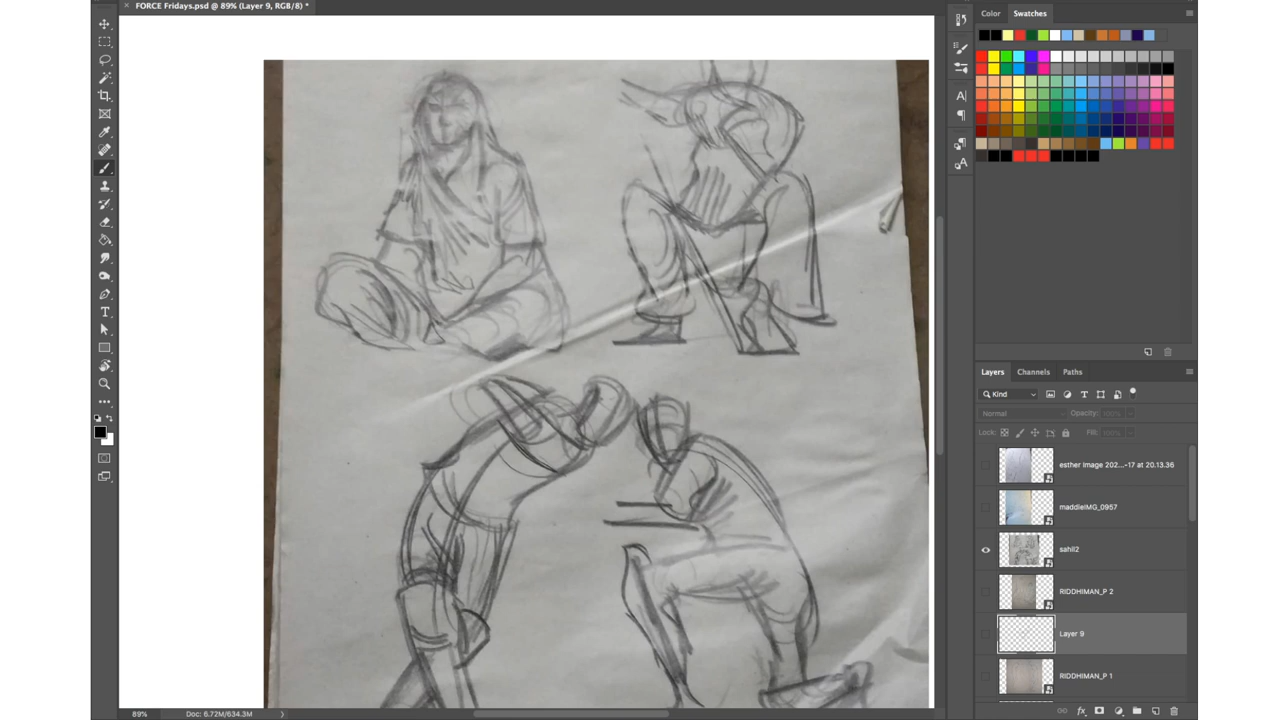 FORCE Fridays.psd @ 89% (Layer 9, RGB/8) *
Color
Swatches
Layers
Channels
Paths
Kind
Normal
Opacity: 100%
Lock:
Fill: 100%
esther image 202...-17 at 20.13.36
maddieIMG_0957
sahil2
RIDDHIMAN_P 2
Layer 9
RIDDHIMAN_P 1
89%
Doc: 6.72M/634.3M